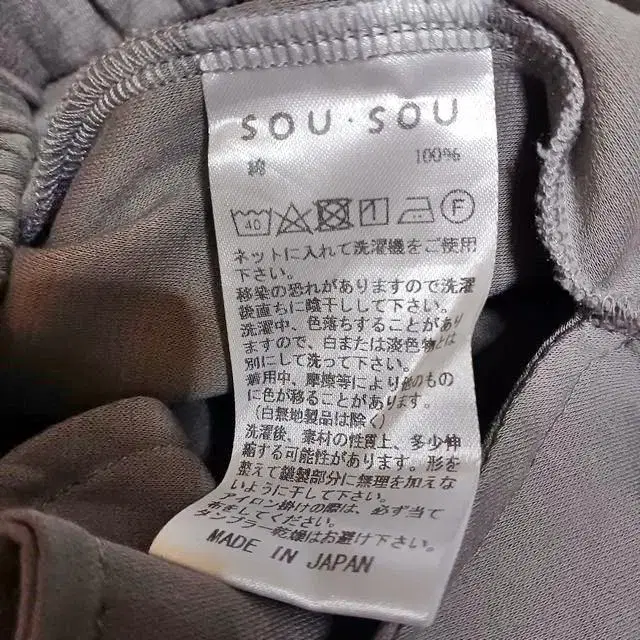 SOU・SOU
綿 100%
40 F
ネットに入れて洗濯機をご使用
下さい。
移染の恐れがありますので洗濯
後直ちに陰干しして下さい。
洗濯中、色落ちすることがあり
ますので、白または淡色物とは
別にして洗って下さい。
着用中、摩擦等により他のもの
に色が移ることがあります。
(白無地製品は除く)
洗濯後、素材の性質上、多少伸
縮する可能性があります。形を
整えて縫製部分に無理を加えな
いように干して下さい。
アイロン掛けの際は、必ず当て
布をしてください。
タンブラー乾燥はお避け下さい。
MADE IN JAPAN